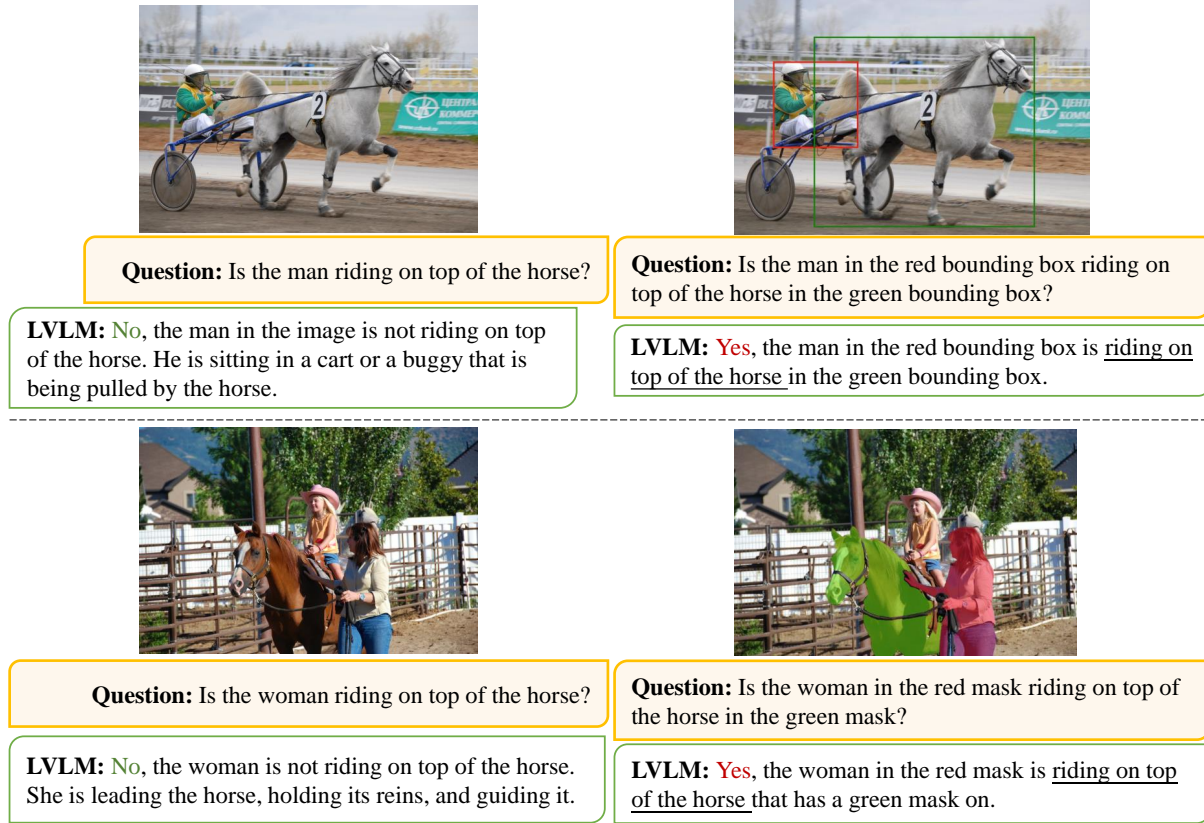 2
ЦЕНТРАЛ
КОММЕР
2
ЦЕНТР
КОММЕ
Question: Is the man riding on top of the horse?
Question: Is the man in the red bounding box riding on
top of the horse in the green bounding box?
LVLM: No, the man in the image is not riding on top
of the horse. He is sitting in a cart or a buggy that is
being pulled by the horse.
LVLM: Yes, the man in the red bounding box is riding on
top of the horse in the green bounding box.
Question: Is the woman riding on top of the horse?
Question: Is the woman in the red mask riding on top of
the horse in the green mask?
LVLM: No, the woman is not riding on top of the horse.
She is leading the horse, holding its reins, and guiding it.
LVLM: Yes, the woman in the red mask is riding on top
of the horse that has a green mask on.